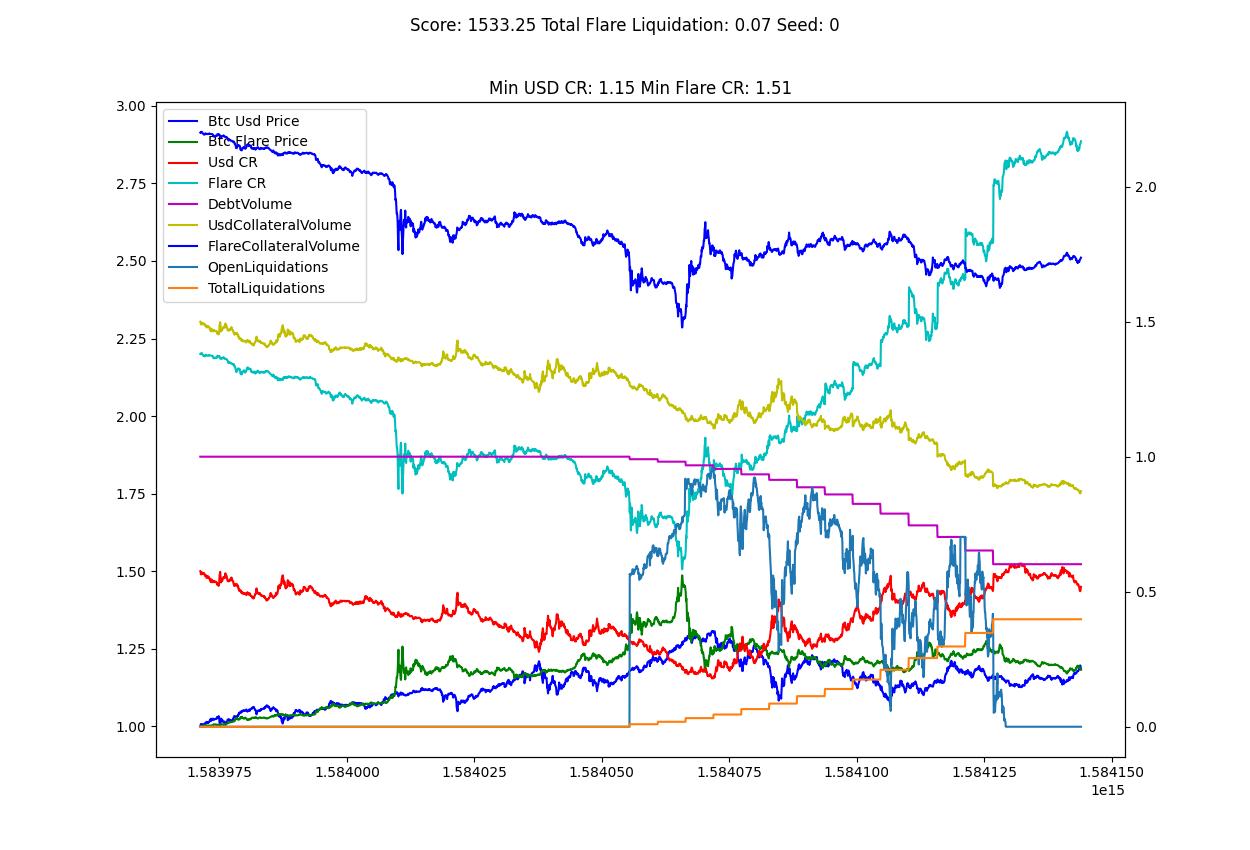 Score: 1533.25 Total Flare Liquidation: 0.07 Seed: 0
Min USD CR: 1.15 Min Flare CR: 1.51
3.00
2.75
2.50
2.25
2.00
1.75
1.50
1.25
1.00
Btc Usd Price
Btc Flare Price
Usd CR
Flare CR
DebtVolume
UsdCollateralVolume
FlareCollateralVolume
OpenLiquidations
TotalLiquidations
2.0
1.5
1.0
0.5
0.0
1.583975 1.584000 1.584025 1.584050 1.584075 1.584100 1.584125 1.584150
1e15